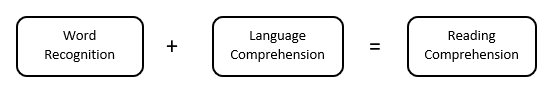 Word
Recognition
+
Language
Comprehension
=
Reading
Comprehension